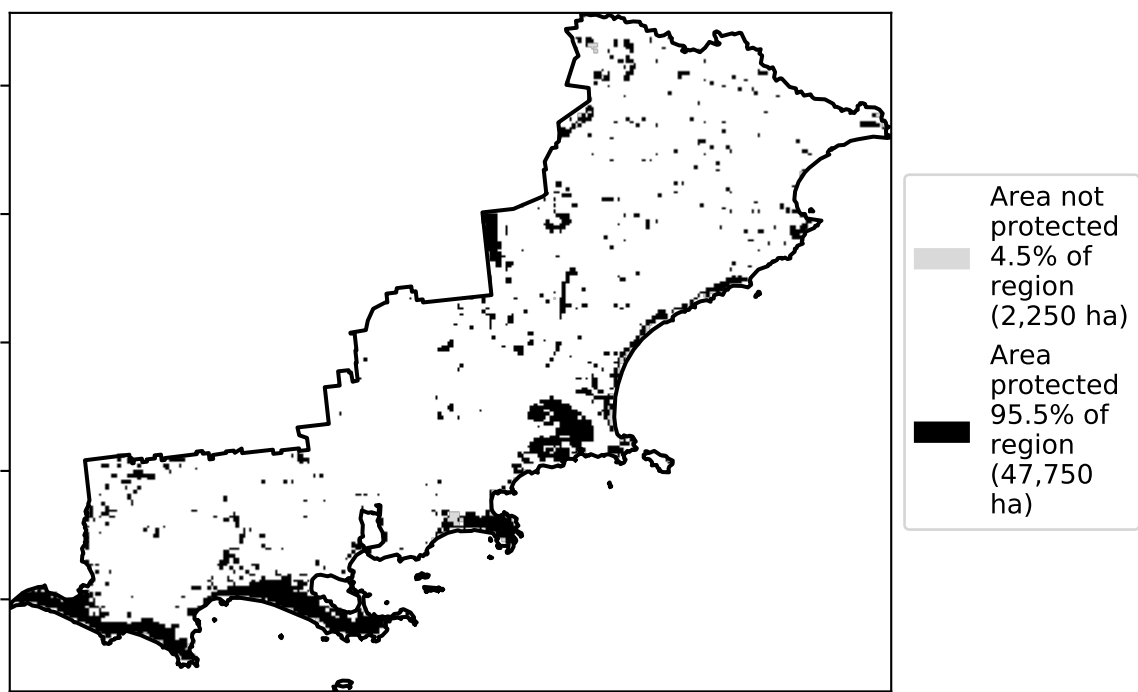 Area not
protected
4.5% of
region
(2,250 ha)
Area
protected
95.5% of
region
(47,750
ha)